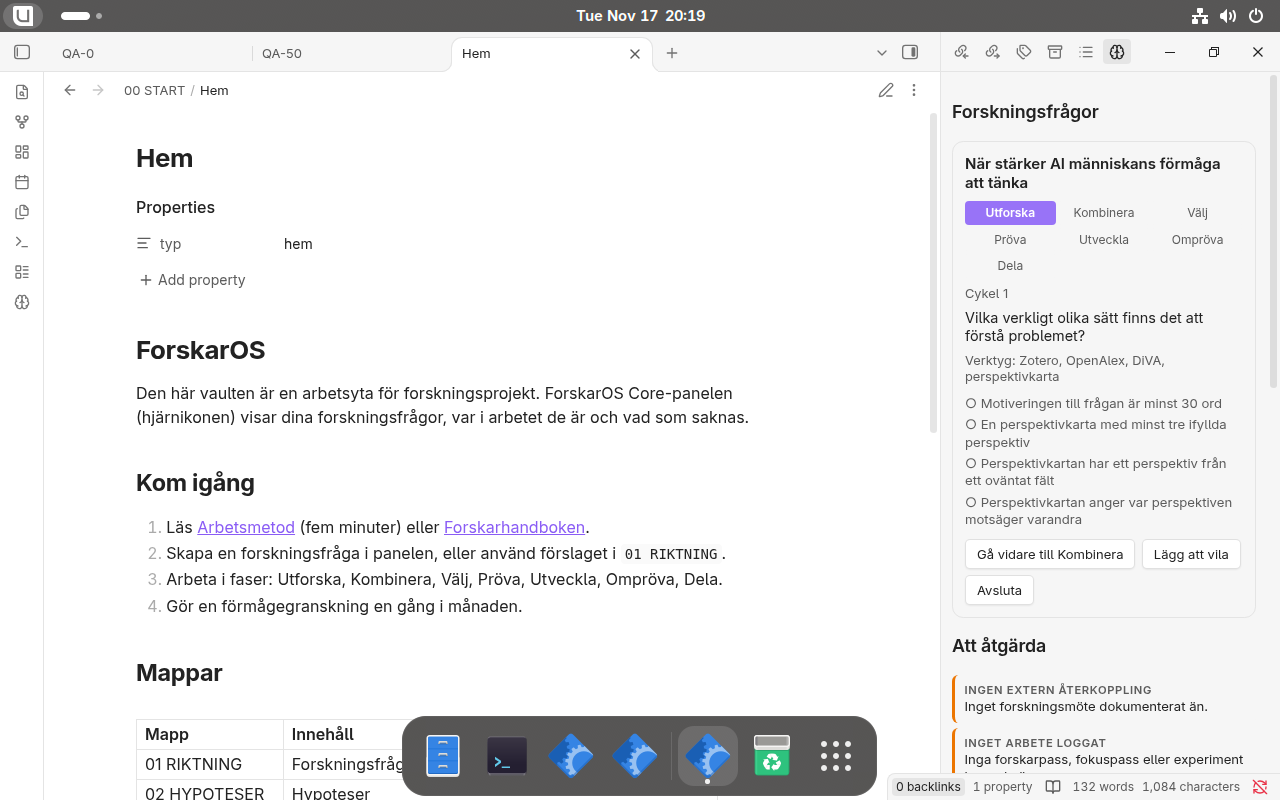 Tue Nov 17 20:19
QA-0
QA-50
Hem
00 START / Hem
Hem
Properties
typ hem
Add property
ForskarOS
Den här vaulten är en arbetsyta för forskningsprojekt. ForskarOS Core-panelen
(hjärnikonen) visar dina forskningsfrågor, var i arbetet de är och vad som saknas.
Kom igång
1. Läs Arbetsmetod (fem minuter) eller Forskarhandboken.
2. Skapa en forskningsfråga i panelen, eller använd förslaget i 01 RIKTNING.
3. Arbeta i faser: Utforska, Kombinera, Välj, Pröva, Utveckla, Ompröva, Dela.
4. Gör en förmågegranskning en gång i månaden.
Mappar
Mapp Innehåll
01 RIKTNING
02 HYPOTESER Hypoteser
Forskningsfrågor
När stärker AI människans förmåga
att tänka
Utforska Kombinera Välj
Pröva Utveckla Ompröva
Dela
Cykel 1
Vilka verkligt olika sätt finns det att
förstå problemet?
Verktyg: Zotero, OpenAlex, DiVA,
perspektivkarta
Motiveringen till frågan är minst 30 ord
En perspektivkarta med minst tre ifyllda
perspektiv
Perspektivkartan har ett perspektiv från
ett oväntat fält
Perspektivkartan anger var perspektiven
motsäger varandra
Gå vidare till Kombinera Lägg att vila
Avsluta
Att åtgärda
INGEN EXTERN ÅTERKOPPLING
Inget forskningsmöte dokumenterat än.
INGET ARBETE LOGGAT
Inga forskarpass, fokuspass eller experiment
0 backlinks 1 property 132 words 1,084 characters